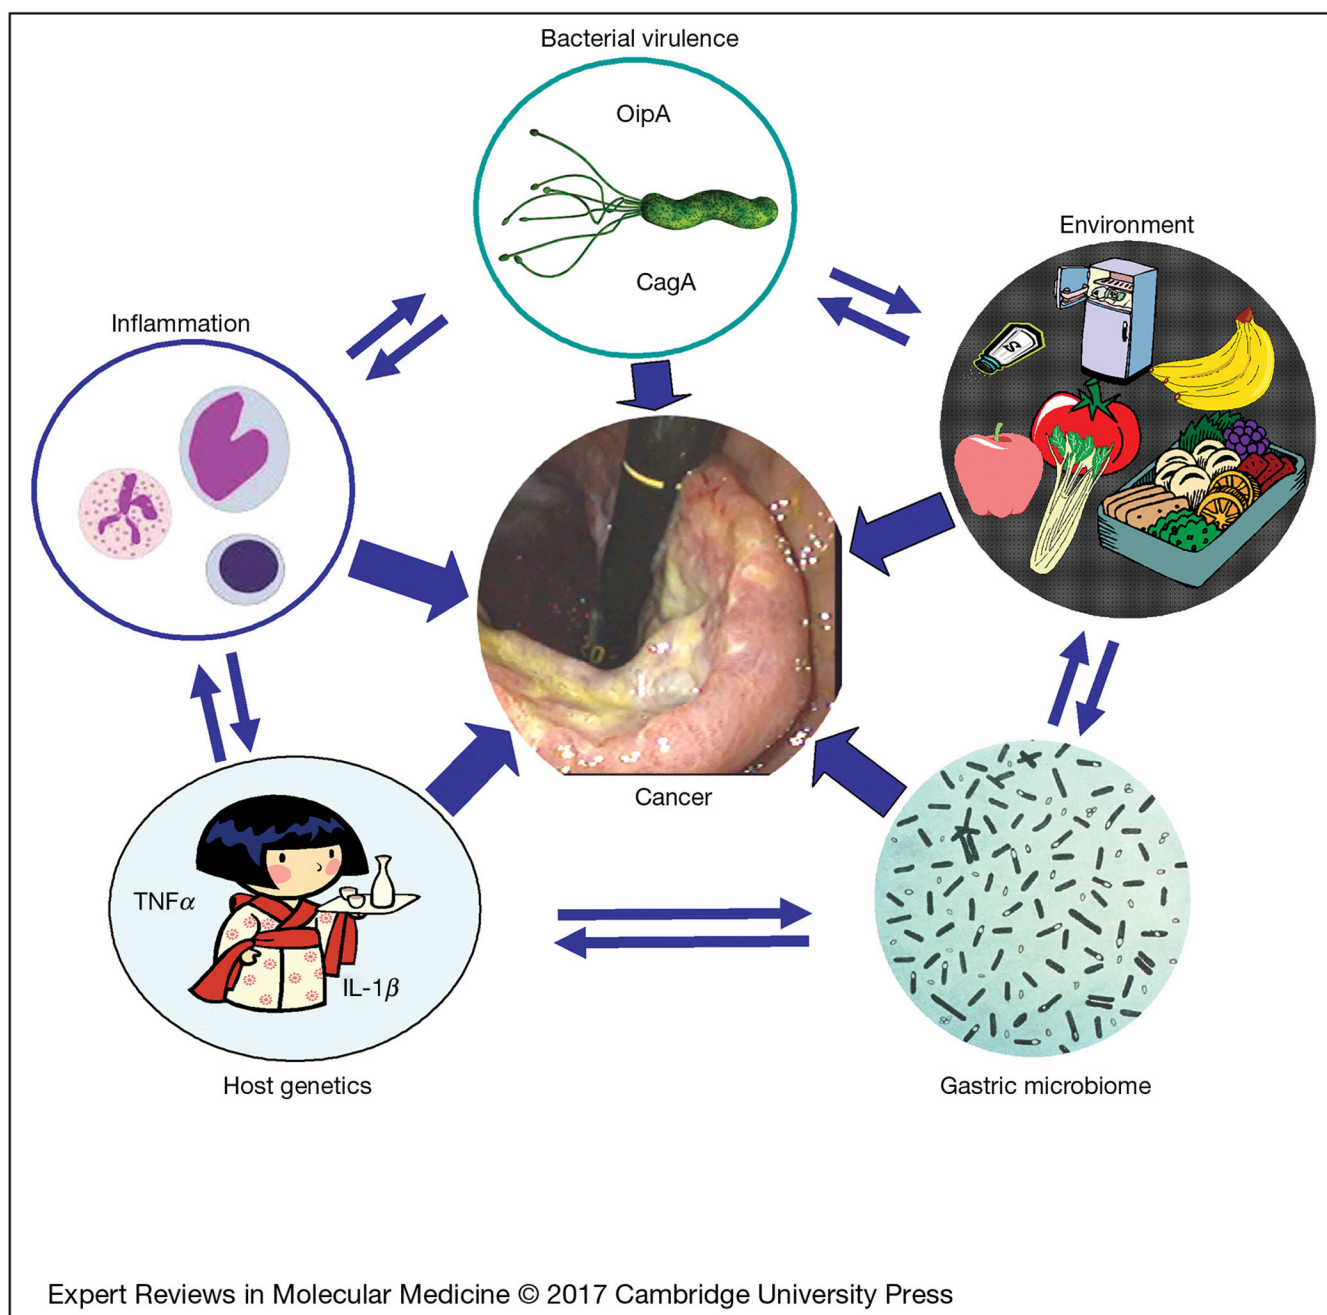 Bacterial virulence
OipA
CagA
Environment
S
Inflammation
20
Cancer
TNFα
IL-1β
Host genetics
Gastric microbiome
Expert Reviews in Molecular Medicine © 2017 Cambridge University Press